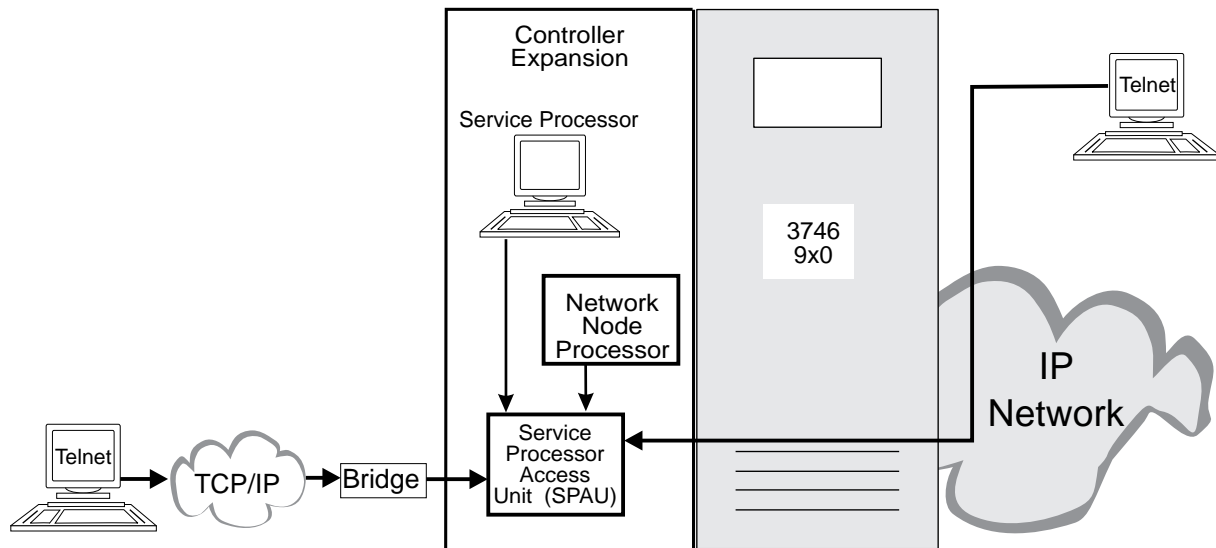 Controller
Expansion
Service Processor
Telnet
3746
9x0
Network
Node
Processor
IP
Network
Service
Processor
Access
Unit (SPAU)
Telnet
TCP/IP
Bridge